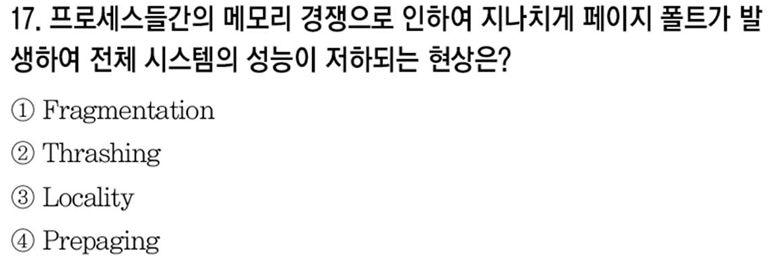 17. 프로세스들간의 메모리 경쟁으로 인하여 지나치게 페이지 폴트가 발
생하여 전체 시스템의 성능이 저하되는 현상은?
① Fragmentation
② Thrashing
③ Locality
④ Prepaging